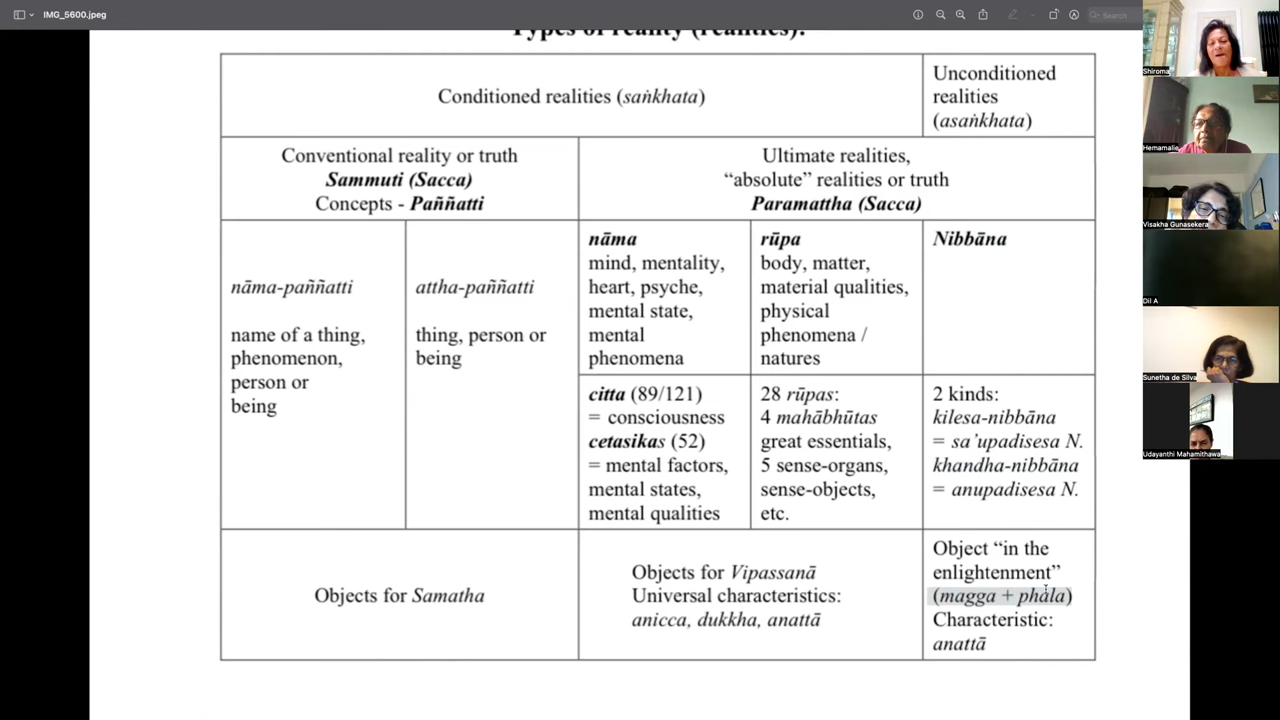 IMG_5600.jpeg
Search
Types of reality (realities):
Conditioned realities (saṅkhata)
Unconditioned
realities
(asaṅkhata)
Conventional reality or truth
Sammuti (Sacca)
Concepts - Paññatti
Ultimate realities,
“absolute” realities or truth
Paramattha (Sacca)
nāma-paññatti
name of a thing,
phenomenon,
person or
being
attha-paññatti
thing, person or
being
nāma
mind, mentality,
heart, psyche,
mental state,
mental
phenomena
rūpa
body, matter,
material qualities,
physical
phenomena /
natures
Nibbāna
citta (89/121)
= consciousness
cetasikas (52)
= mental factors,
mental states,
mental qualities
28 rūpas:
4 mahābhūtas
great essentials,
5 sense-organs,
sense-objects,
etc.
2 kinds:
kilesa-nibbāna
= sa’upadisesa N.
khandha-nibbāna
= anupadisesa N.
Objects for Samatha
Objects for Vipassanā
Universal characteristics:
anicca, dukkha, anattā
Object “in the
enlightenment”
(magga + phala)
Characteristic:
anattā
Shiroma
Hemamalie
Visakha Gunasekera
Dil A
Sunetha de Silva
Udayanthi Mahamithawa